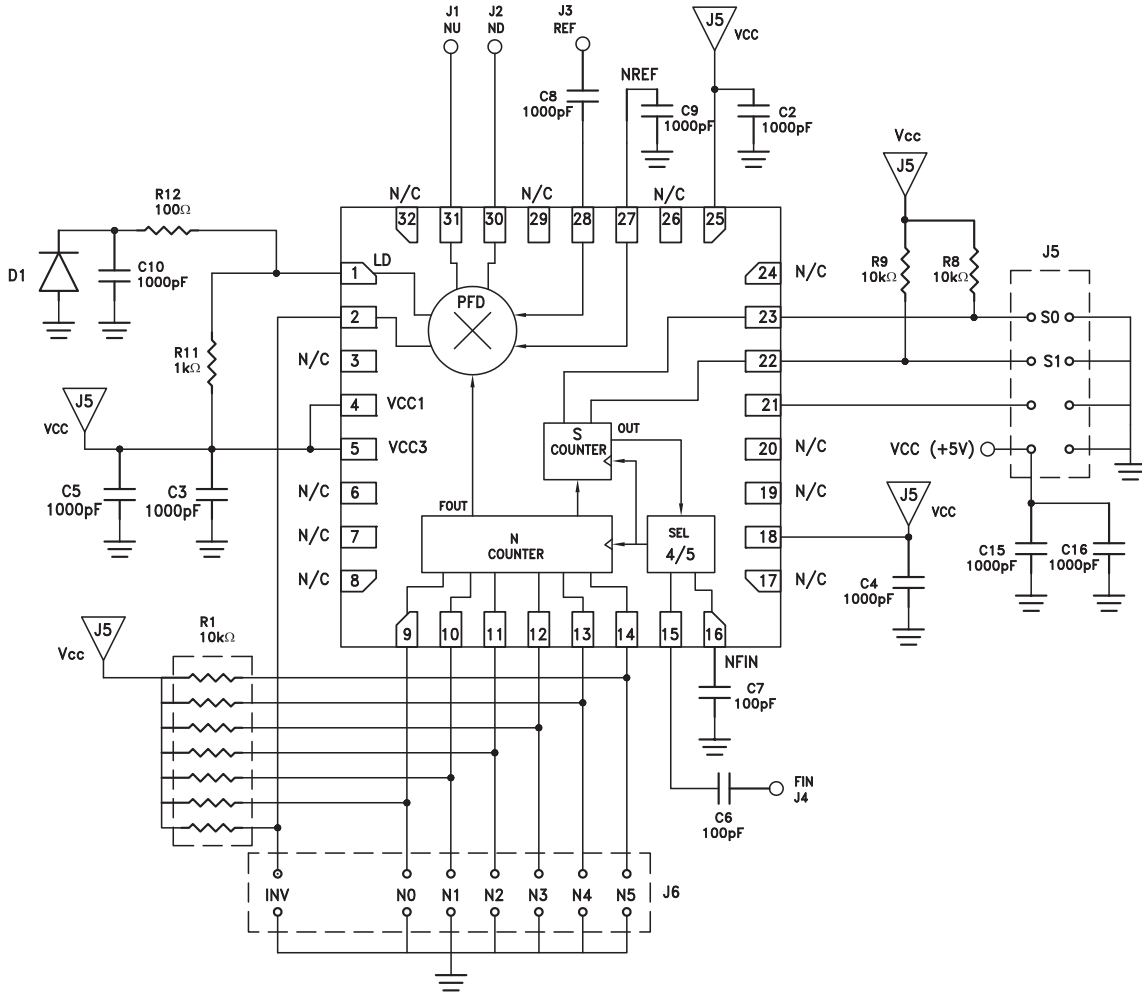 J1
NU
J2
ND
J3
REF
J5
VCC
C8
1000pF
NREF
C9
1000pF
C2
1000pF
Vcc
J5
R12
100Ω
D1
C10
1000pF
N/C
32
31
30
N/C
29
28
27
N/C
26
25
R9
10kΩ
R8
10kΩ
J5
1
LD
PFD
24
N/C
2
23
S0
R11
1kΩ
N/C
3
22
S1
J5
VCC
4
VCC1
21
5
VCC3
S
COUNTER
OUT
20
N/C
VCC (+5V)
C5
1000pF
C3
1000pF
N/C
6
FOUT
19
N/C
J5
VCC
N/C
7
N
COUNTER
SEL
4/5
18
C15
1000pF
C16
1000pF
N/C
8
17
N/C
C4
1000pF
9
10
11
12
13
14
15
16
NFIN
J5
Vcc
R1
10kΩ
C7
100pF
C6
100pF
FIN
J4
INV
N0
N1
N2
N3
N4
N5
J6